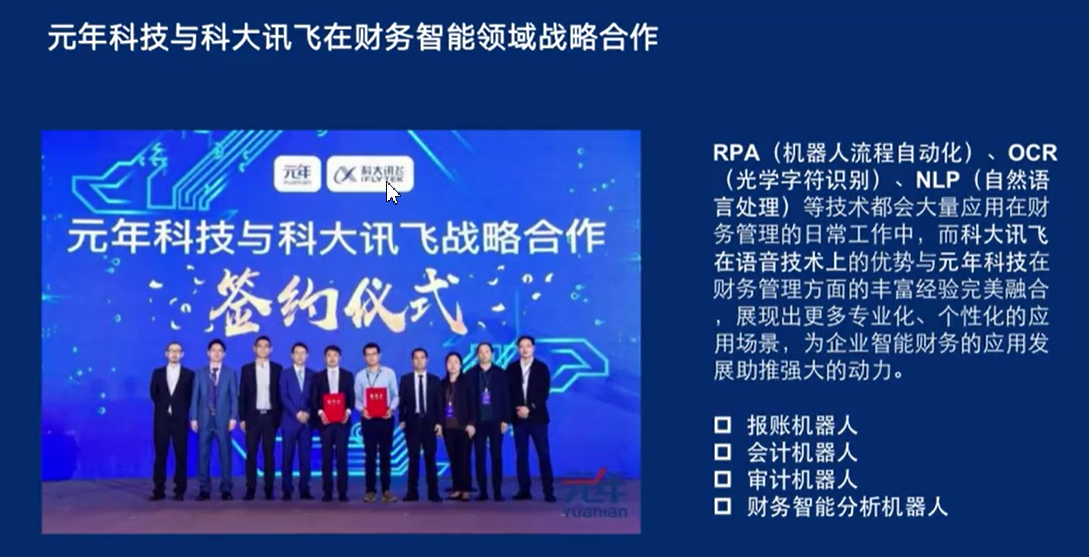 元年科技与科大讯飞在财务智能领域战略合作
元年
yuanian
科大讯飞
iFLYTEK
元年科技与科大讯飞战略合作
签约仪式
元年
yuanian
RPA（机器人流程自动化）、OCR
（光学字符识别）、NLP（自然语
言处理）等技术都会大量应用在财
务管理的日常工作中，而科大讯飞
在语音技术上的优势与元年科技在
财务管理方面的丰富经验完美融合
，展现出更多专业化、个性化的应
用场景，为企业智能财务的应用发
展助推强大的动力。
报账机器人
会计机器人
审计机器人
财务智能分析机器人